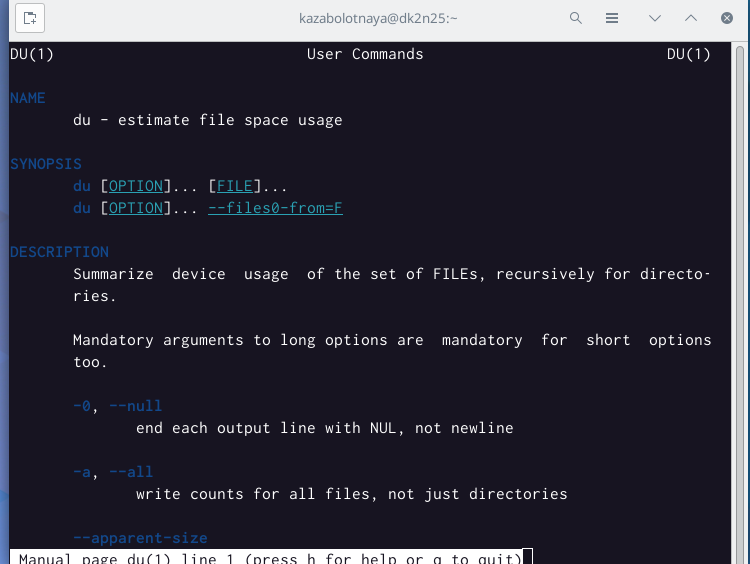 kazabolotnaya@dk2n25:~
DU(1) User Commands DU(1)
NAME
du - estimate file space usage
SYNOPSIS
du [OPTION]... [FILE]...
du [OPTION]... --files0-from=F
DESCRIPTION
Summarize device usage of the set of FILEs, recursively for directo-
ries.
Mandatory arguments to long options are mandatory for short options
too.
-0, --null
end each output line with NUL, not newline
-a, --all
write counts for all files, not just directories
--apparent-size
Manual page du(1) line 1 (press h for help or q to quit)